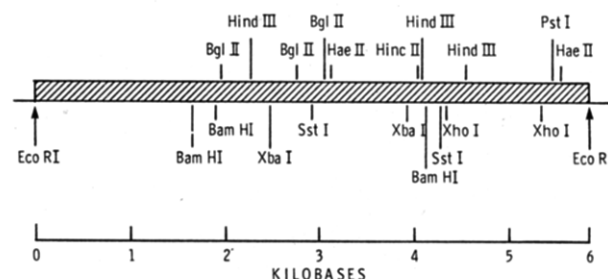 Hind III Bgl II Hind III Pst I
Bgl II Bgl II Hae II Hinc II Hind III Hae II
Bam HI Sst I Xba I Xho I Xho I
Eco RI Bam HI Xba I Sst I Eco R
Bam HI
0 1 2 3 4 5 6
KILOBASES